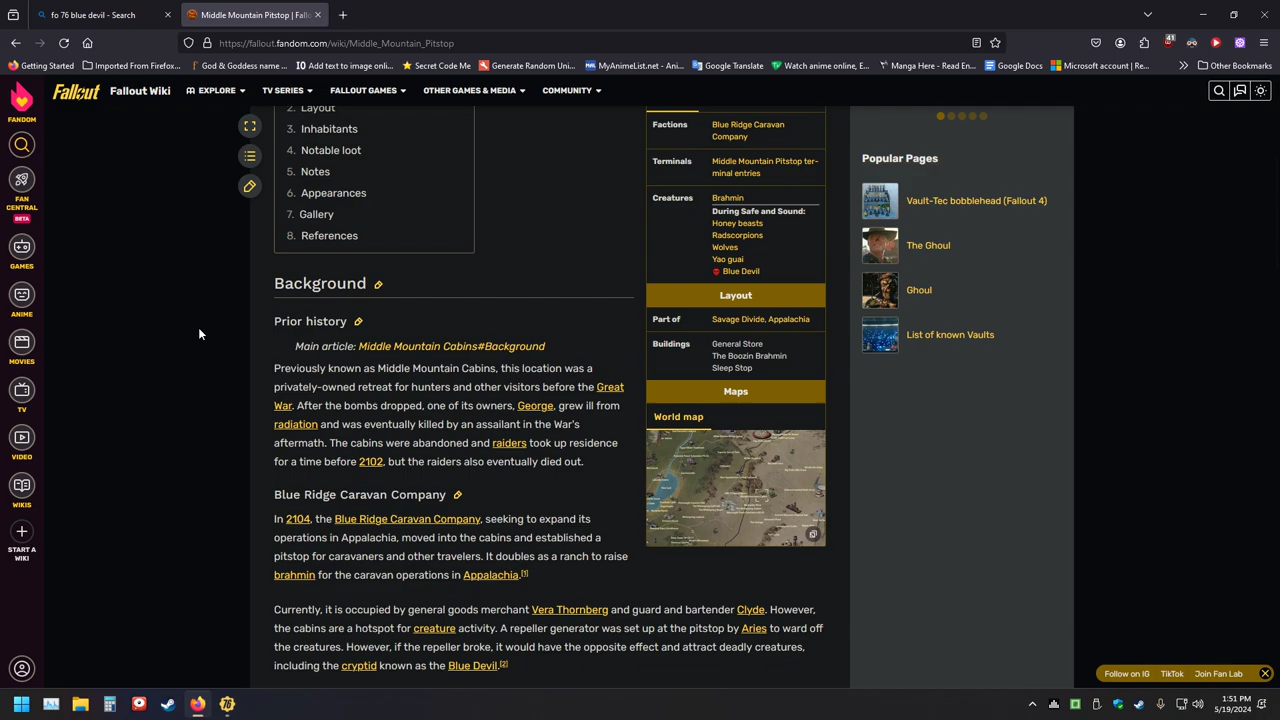 fo 76 blue devil - Search
Middle Mountain Pitstop | Fall
https://fallout.fandom.com/wiki/Middle_Mountain_Pitstop
41
Getting Started
Imported From Firefox...
God & Goddess name ...
Add text to image onl...
Secret Code Me
Generate Random Uni...
MyAnimeList.net - Ani...
Google Translate
Watch anime online, e...
Manga Here - Read ...
Google Docs
Microsoft account | Re...
Other Bookmarks
FANDOM
Fallout
Fallout Wiki
EXPLORE
TV SERIES
FALLOUT GAMES
OTHER GAMES & MEDIA
COMMUNITY
FAN
CENTRAL
BETA
GAMES
ANIME
MOVIES
TV
VIDEO
WIKIS
START A
WIKI
2. Layout
3. Inhabitants
4. Notable loot
5. Notes
6. Appearances
7. Gallery
8. References
Background
Prior history
Main article: Middle Mountain Cabins#Background
Previously known as Middle Mountain Cabins, this location was a
privately-owned retreat for hunters and other visitors before the Great
War. After the bombs dropped, one of its owners, George, grew ill from
radiation and was eventually killed by an assailant in the War's
aftermath. The cabins were abandoned and raiders took up residence
for a time before 2102, but the raiders also eventually died out.
Blue Ridge Caravan Company
In 2104, the Blue Ridge Caravan Company, seeking to expand its
operations in Appalachia, moved into the cabins and established a
pitstop for caravaners and other travelers. It doubles as a ranch to raise
brahmin for the caravan operations in Appalachia.[1]
Currently, it is occupied by general goods merchant Vera Thornberg and guard and bartender Clyde. However,
the cabins are a hotspot for creature activity. A repeller generator was set up at the pitstop by Aries to ward off
the creatures. However, if the repeller broke, it would have the opposite effect and attract deadly creatures,
including the cryptid known as the Blue Devil.[2]
Factions
Blue Ridge Caravan
Company
Terminals
Middle Mountain Pitstop ter-
minal entries
Creatures
Brahmin
During Safe and Sound:
Honey beasts
Radscorpions
Wolves
Yao guai
Blue Devil
Layout
Part of
Savage Divide, Appalachia
Buildings
General Store
The Boozin Brahmin
Sleep Stop
Maps
World map
Popular Pages
Vault-Tec bobblehead (Fallout 4)
The Ghoul
Ghoul
List of known Vaults
Follow on IG
TikTok
Join Fan Lab
76
1:51 PM
5/19/2024